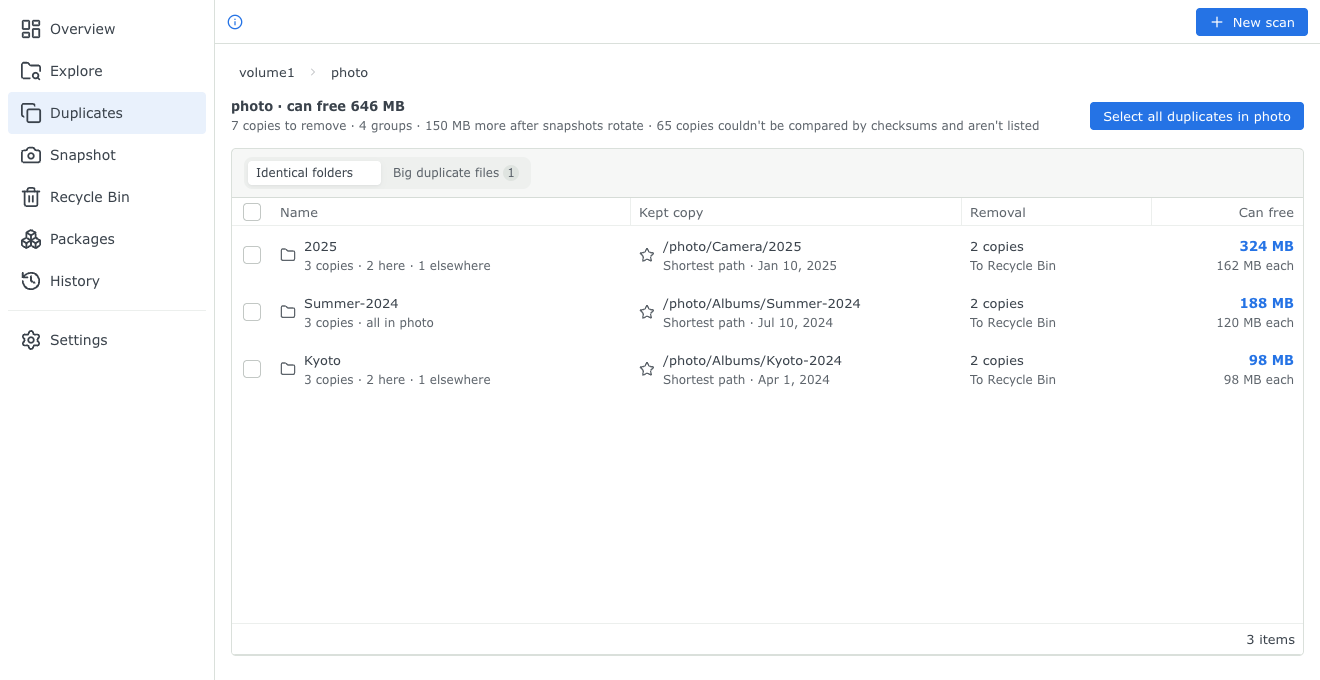 Overview
Explore
Duplicates
Snapshot
Recycle Bin
Packages
History
Settings
New scan
volume1 photo
photo · can free 646 MB
7 copies to remove · 4 groups · 150 MB more after snapshots rotate · 65 copies couldn't be compared by checksums and aren't listed
Select all duplicates in photo
Identical folders
Big duplicate files 1
Name Kept copy Removal Can free
2025 /photo/Camera/2025 2 copies 324 MB
3 copies · 2 here · 1 elsewhere Shortest path · Jan 10, 2025 To Recycle Bin 162 MB each
Summer-2024 /photo/Albums/Summer-2024 2 copies 188 MB
3 copies · all in photo Shortest path · Jul 10, 2024 To Recycle Bin 120 MB each
Kyoto /photo/Albums/Kyoto-2024 2 copies 98 MB
3 copies · 2 here · 1 elsewhere Shortest path · Apr 1, 2024 To Recycle Bin 98 MB each
3 items